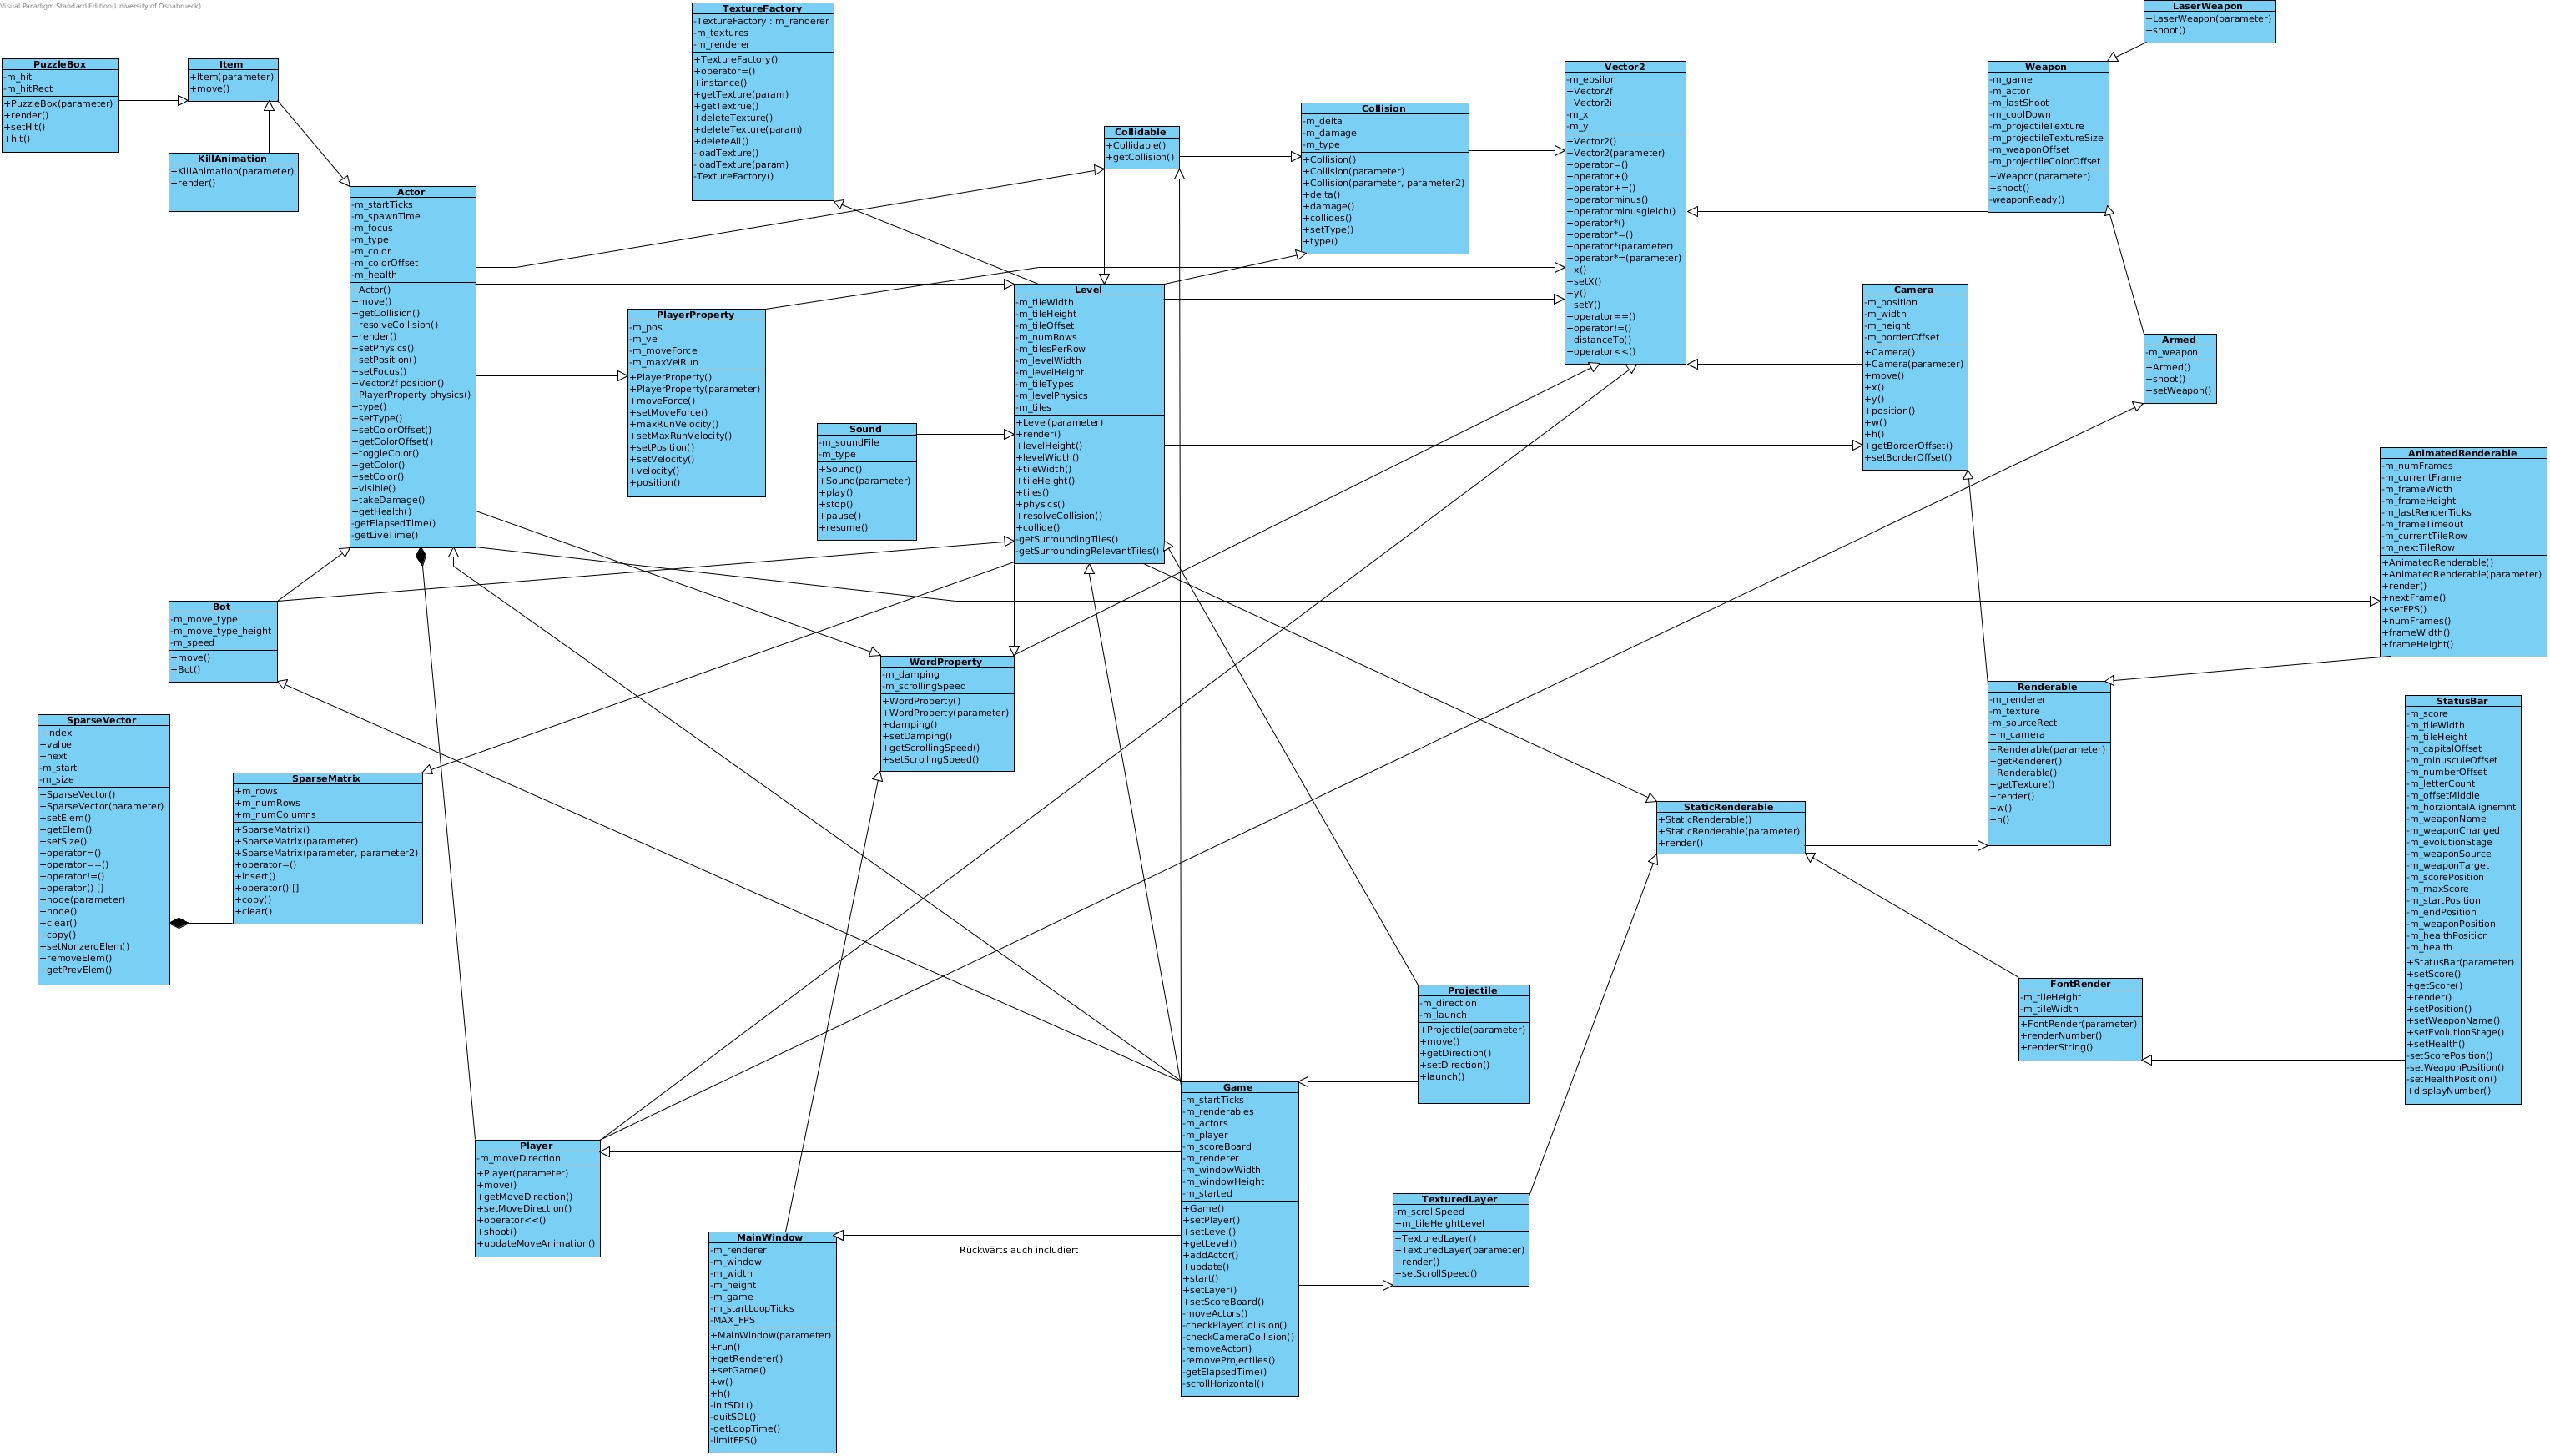 Visual Paradigm Standard Edition(University of Osnabrueck)
TextureFactory
-TextureFactory : m_renderer
-m_textures
-m_renderer
+TextureFactory()
+operator=()
+instance()
+getTexture(param)
+getTextrue()
+deleteTexture()
+deleteTexture(param)
+deleteAll()
-loadTexture()
-loadTexture(param)
-TextureFactory()
LaserWeapon
+LaserWeapon(parameter)
+shoot()
PuzzleBox
-m_hit
-m_hitRect
+PuzzleBox(parameter)
+render()
+setHit()
+hit()
Item
+Item(parameter)
+move()
KillAnimation
+KillAnimation(parameter)
+render()
Vector2
-m_epsilon
+Vector2f
+Vector2i
-m_x
-m_y
+Vector2()
+Vector2(parameter)
+operator=()
+operator+()
+operator+=()
+operatorminus()
+operatorminusgleich()
+operator*()
+operator*=()
+operator*(parameter)
+operator*=(parameter)
+x()
+setX()
+y()
+setY()
+operator==()
+operator!=()
+distanceTo()
+operator<<()
Weapon
-m_game
-m_actor
-m_lastShoot
-m_coolDown
-m_projectileTexture
-m_projectileTextureSize
-m_weaponOffset
-m_projectileColorOffset
+Weapon(parameter)
+shoot()
-weaponReady()
Collision
-m_delta
-m_damage
-m_type
+Collision()
+Collision(parameter)
+Collision(parameter, parameter2)
+delta()
+damage()
+collides()
+setType()
+type()
Collidable
+Collidable()
+getCollision()
Actor
-m_startTicks
-m_spawnTime
-m_focus
-m_type
-m_color
-m_colorOffset
-m_health
+Actor()
+move()
+getCollision()
+resolveCollision()
+render()
+setPhysics()
+setPosition()
+setFocus()
+Vector2f position()
+PlayerProperty physics()
+type()
+setType()
+setColorOffset()
+getColorOffset()
+toggleColor()
+getColor()
+setColor()
+visible()
+takeDamage()
+getHealth()
-getElapsedTime()
-getLiveTime()
PlayerProperty
-m_pos
-m_vel
-m_moveForce
-m_maxVelRun
+PlayerProperty()
+PlayerProperty(parameter)
+moveForce()
+setMoveForce()
+maxRunVelocity()
+setMaxRunVelocity()
+setPosition()
+setVelocity()
+velocity()
+position()
Level
-m_tileWidth
-m_tileHeight
-m_tileOffset
-m_numRows
-m_tilesPerRow
-m_levelWidth
-m_levelHeight
-m_tileTypes
-m_levelPhysics
-m_tiles
+Level(parameter)
+render()
+levelHeight()
+levelWidth()
+tileWidth()
+tileHeight()
+tiles()
+physics()
+resolveCollision()
+collide()
-getSurroundingTiles()
-getSurroundingRelevantTiles()
Camera
-m_position
-m_width
-m_height
-m_borderOffset
+Camera()
+Camera(parameter)
+move()
+x()
+y()
+position()
+w()
+h()
+getBorderOffset()
+setBorderOffset()
Armed
-m_weapon
+Armed()
+shoot()
+setWeapon()
Sound
-m_soundFile
-m_type
+Sound()
+Sound(parameter)
+play()
+stop()
+pause()
+resume()
AnimatedRenderable
-m_numFrames
-m_currentFrame
-m_frameWidth
-m_frameHeight
-m_lastRenderTicks
-m_frameTimeout
-m_currentTileRow
-m_nextTileRow
+AnimatedRenderable()
+AnimatedRenderable(parameter)
+render()
+nextFrame()
+setFPS()
+numFrames()
+frameWidth()
+frameHeight()
Bot
-m_move_type
-m_move_type_height
-m_speed
+move()
+Bot()
WordProperty
-m_damping
-m_scrollingSpeed
+WordProperty()
+WordProperty(parameter)
+damping()
+setDamping()
+getScrollingSpeed()
+setScrollingSpeed()
Renderable
-m_renderer
-m_texture
-m_sourceRect
+m_camera
+Renderable(parameter)
+getRenderer()
+Renderable()
+getTexture()
+render()
+w()
+h()
StatusBar
-m_score
-m_tileWidth
-m_tileHeight
-m_capitalOffset
-m_minusculeOffset
-m_numberOffset
-m_letterCount
-m_offsetMiddle
-m_horziontalAlignemnt
-m_weaponName
-m_weaponChanged
-m_evolutionStage
-m_weaponSource
-m_weaponTarget
-m_scorePosition
-m_maxScore
-m_startPosition
-m_endPosition
-m_weaponPosition
-m_healthPosition
-m_health
+StatusBar(parameter)
+setScore()
+getScore()
+render()
+setPosition()
+setWeaponName()
+setEvolutionStage()
+setHealth()
-setScorePosition()
-setWeaponPosition()
-setHealthPosition()
+displayNumber()
SparseVector
+index
+value
+next
-m_start
-m_size
+SparseVector()
+SparseVector(parameter)
+setElem()
+getElem()
+setSize()
+operator=()
+operator==()
+operator!=()
+operator() []
+node(parameter)
+node()
+clear()
+copy()
+setNonzeroElem()
+removeElem()
+getPrevElem()
SparseMatrix
+m_rows
+m_numRows
+m_numColumns
+SparseMatrix()
+SparseMatrix(parameter)
+SparseMatrix(parameter, parameter2)
+operator=()
+insert()
+operator() []
+copy()
+clear()
StaticRenderable
+StaticRenderable()
+StaticRenderable(parameter)
+render()
Projectile
-m_direction
-m_launch
+Projectile(parameter)
+move()
+getDirection()
+setDirection()
+launch()
FontRender
-m_tileHeight
-m_tileWidth
+FontRender(parameter)
+renderNumber()
+renderString()
Game
-m_startTicks
-m_renderables
-m_actors
-m_player
-m_scoreBoard
-m_renderer
-m_windowWidth
-m_windowHeight
-m_started
+Game()
+setPlayer()
+setLevel()
+getLevel()
+addActor()
+update()
+start()
+setLayer()
+setScoreBoard()
-moveActors()
-checkPlayerCollision()
-checkCameraCollision()
-removeActor()
-removeProjectiles()
-getElapsedTime()
-scrollHorizontal()
Player
-m_moveDirection
+Player(parameter)
+move()
+getMoveDirection()
+setMoveDirection()
+operator<<()
+shoot()
+updateMoveAnimation()
TexturedLayer
-m_scrollSpeed
+m_tileHeightLevel
+TexturedLayer()
+TexturedLayer(parameter)
+render()
+setScrollSpeed()
MainWindow
-m_renderer
-m_window
-m_width
-m_height
-m_game
-m_startLoopTicks
-MAX_FPS
+MainWindow(parameter)
+run()
+getRenderer()
+setGame()
+w()
+h()
-initSDL()
-quitSDL()
-getLoopTime()
-limitFPS()
Rückwärts auch includiert